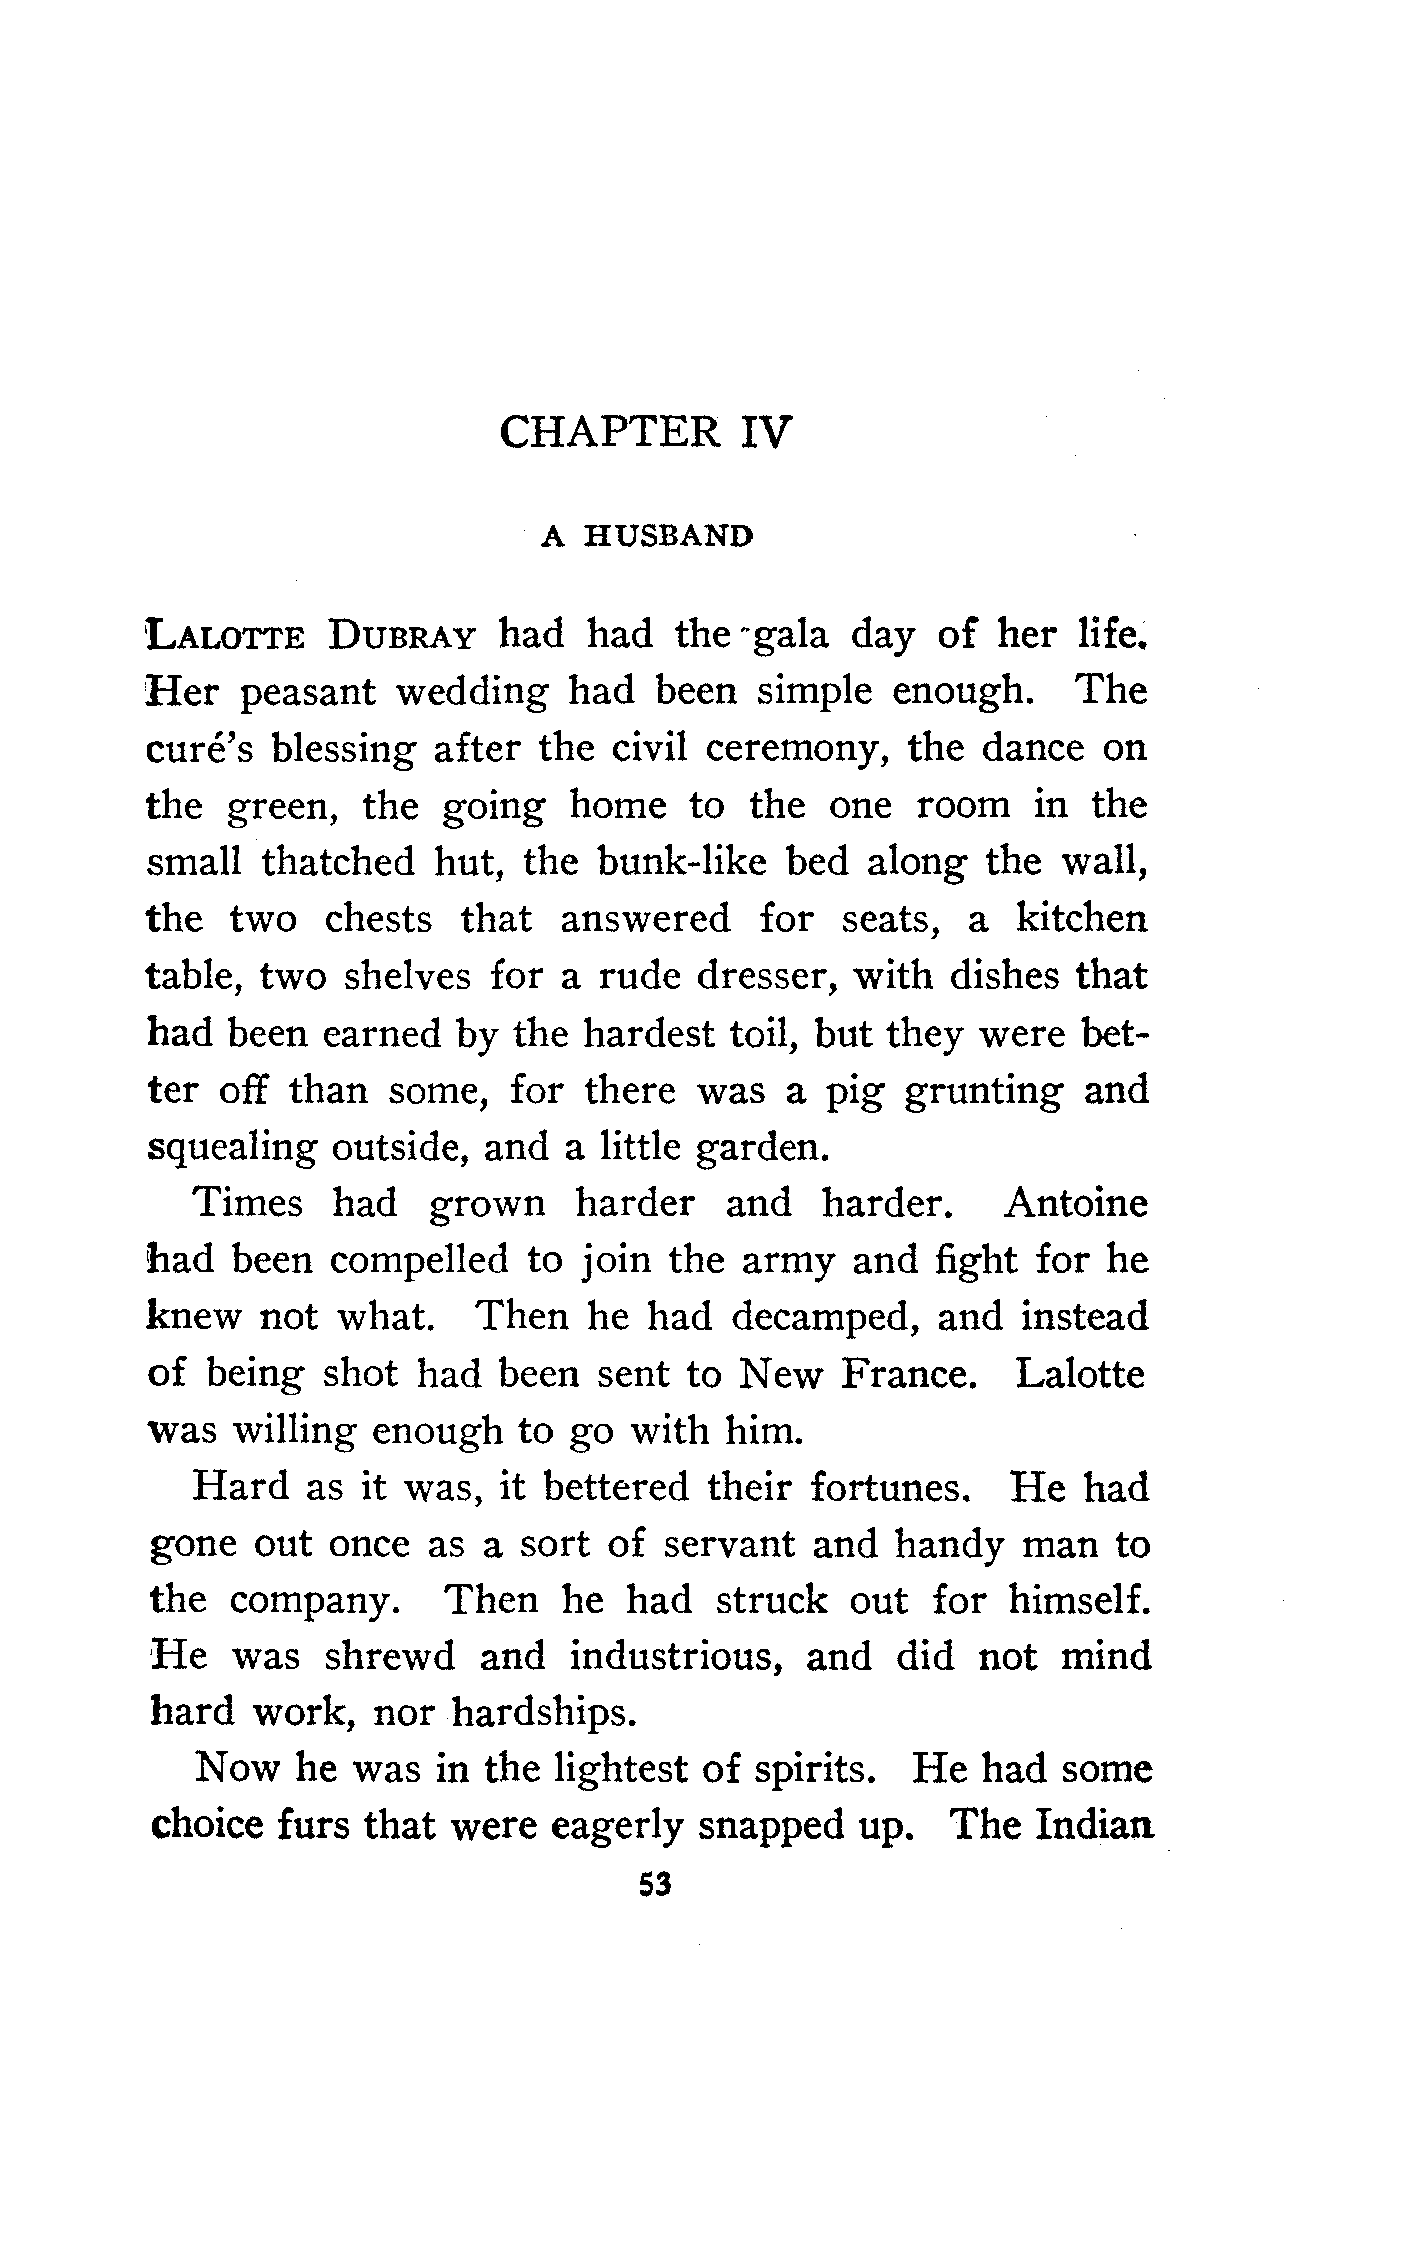 CHAPTER IV
A HUSBAND
LALOTTE DUBRAY had had the gala day of her life.
Her peasant wedding had been simple enough. The
curé's blessing after the civil ceremony, the dance on
the green, the going home to the one room in the
small thatched hut, the bunk-like bed along the wall,
the two chests that answered for seats, a kitchen
table, two shelves for a rude dresser, with dishes that
had been earned by the hardest toil, but they were bet-
ter off than some, for there was a pig grunting and
squealing outside, and a little garden.
Times had grown harder and harder. Antoine
had been compelled to join the army and fight for he
knew not what. Then he had decamped, and instead
of being shot had been sent to New France. Lalotte
was willing enough to go with him.
Hard as it was, it bettered their fortunes. He had
gone out once as a sort of servant and handy man to
the company. Then he had struck out for himself.
He was shrewd and industrious, and did not mind
hard work, nor hardships.
Now he was in the lightest of spirits. He had some
choice furs that were eagerly snapped up. The Indian
53